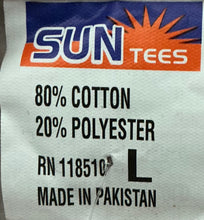 SUN TEES
80% COTTON
20% POLYESTER
RN 118510 L
MADE IN PAKISTAN